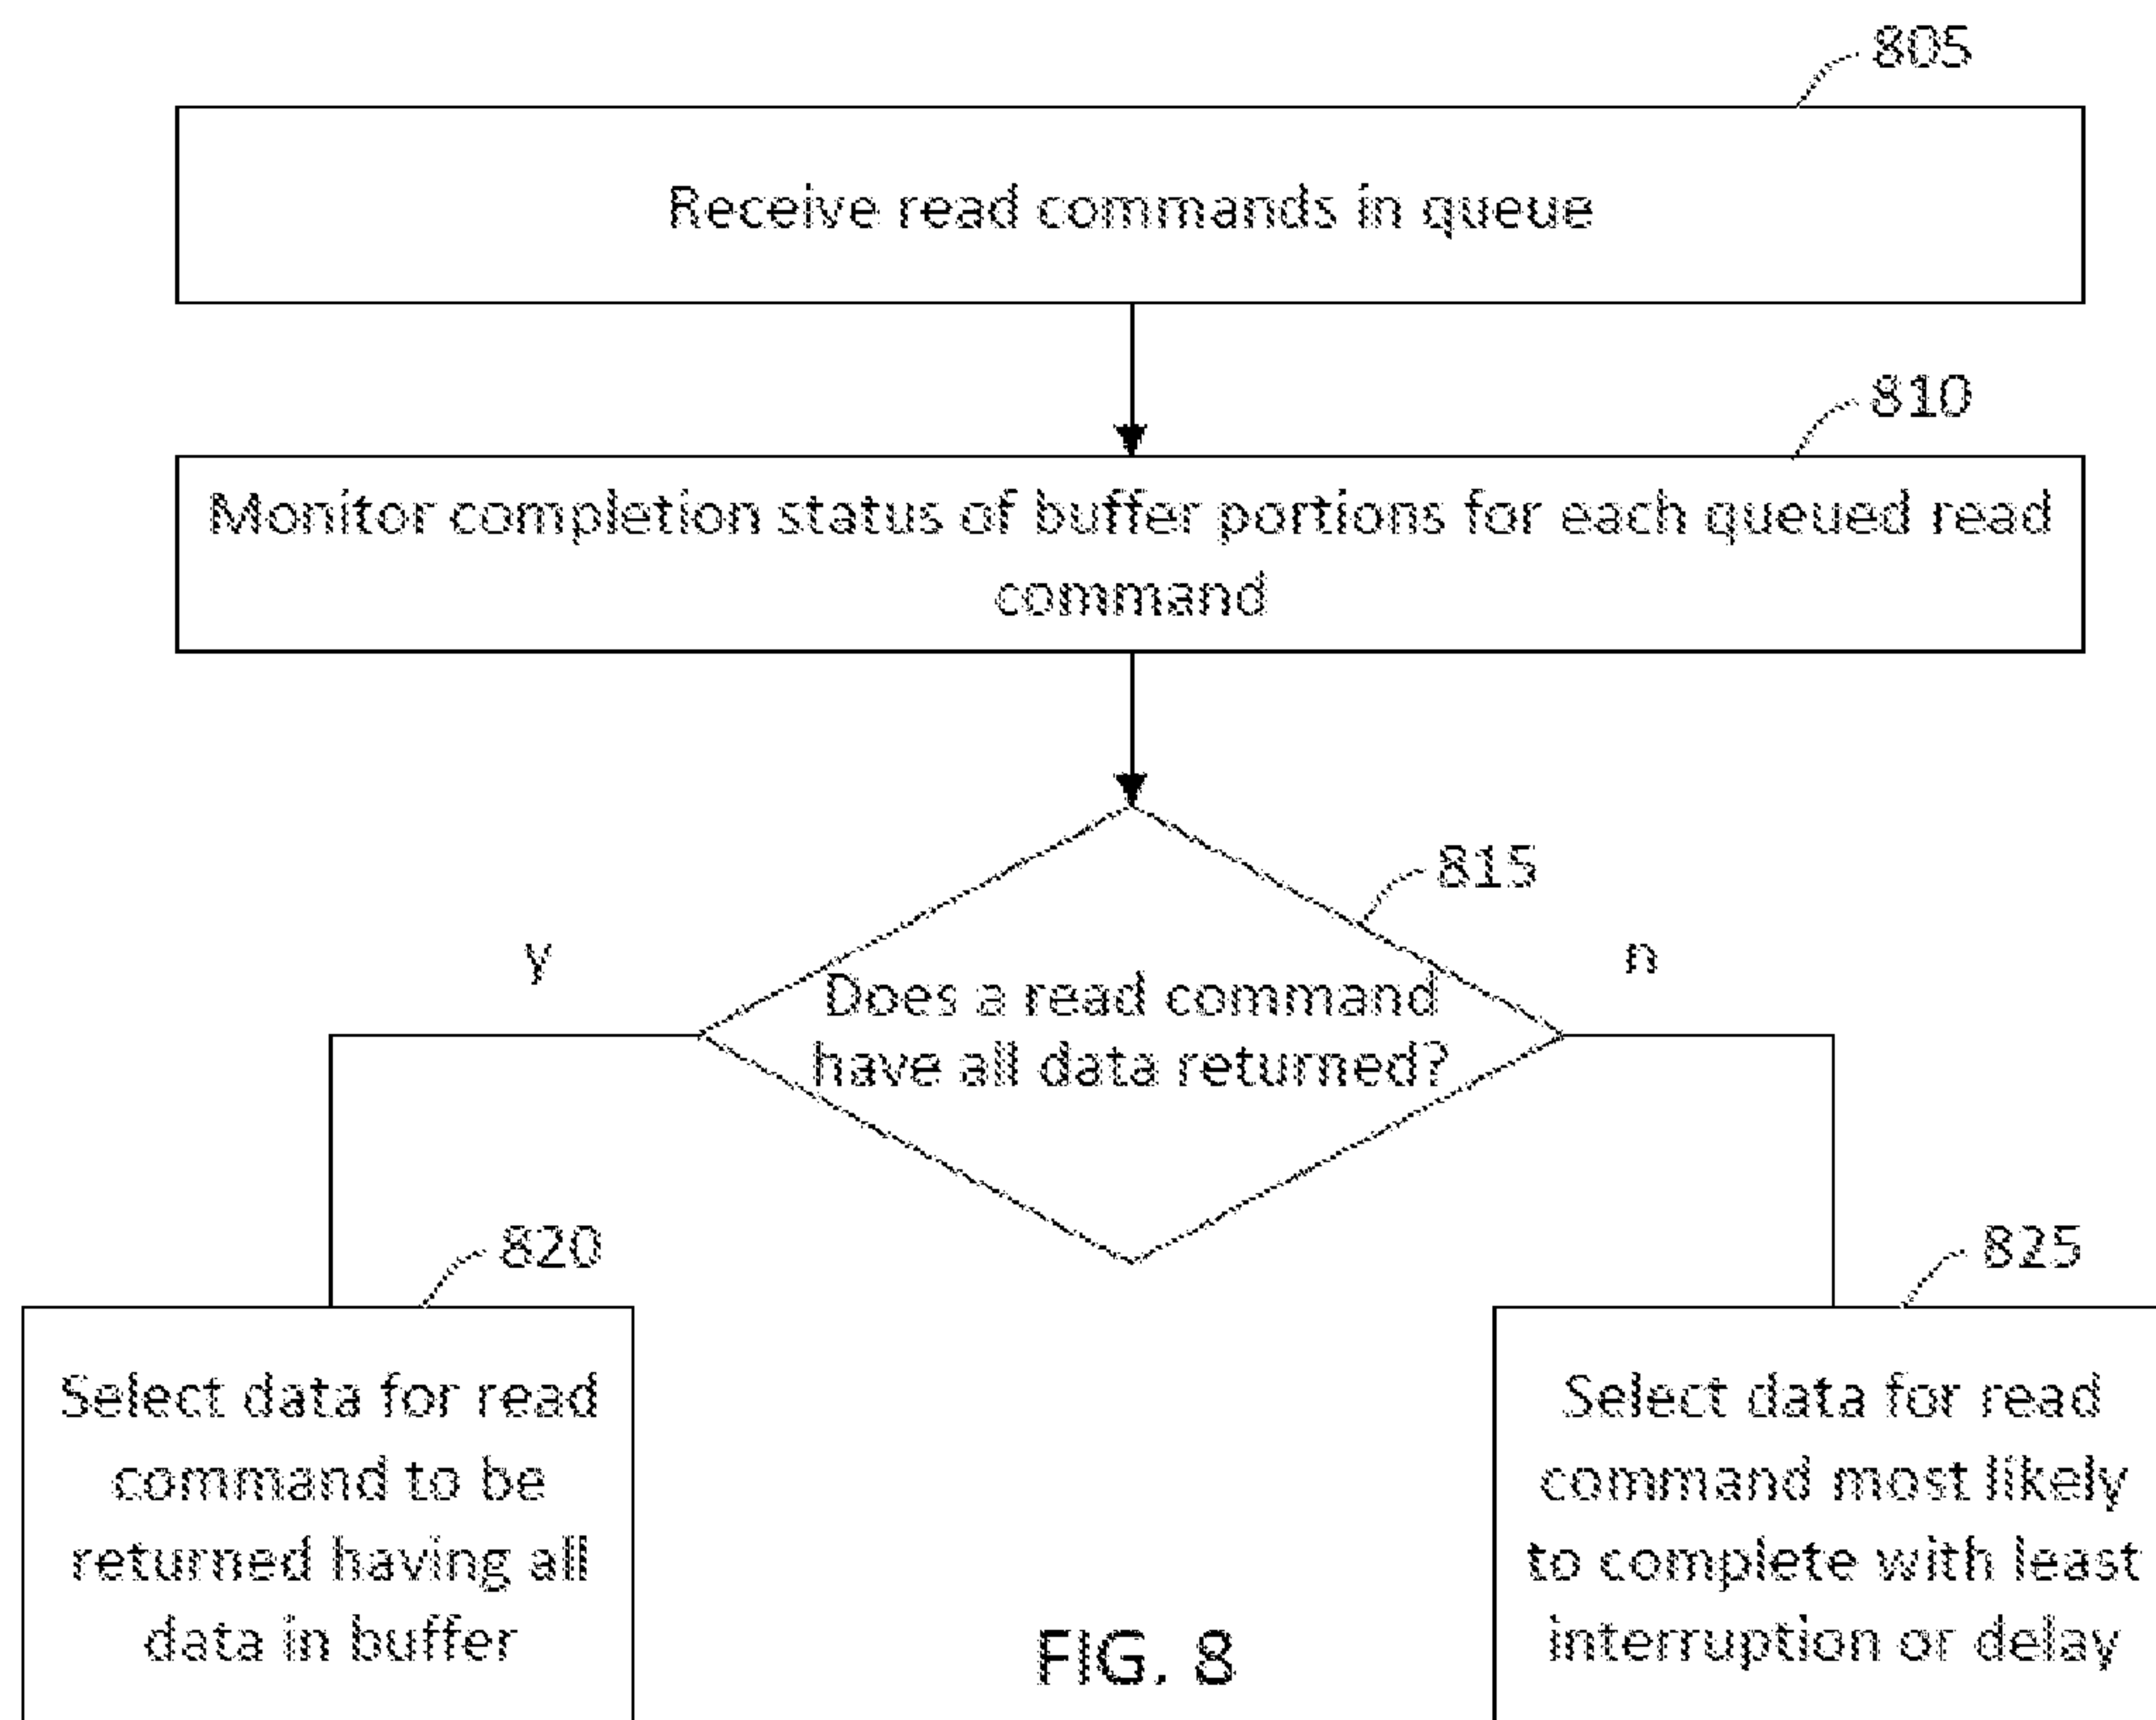 805
Receive read commands in queue
810
Monitor completion status of buffer portions for each queued read
command
815
y
n
Does a read command
have all data returned?
820
825
Select data for read
command to be
returned having all
data in buffer
Select data for read
command most likely
to complete with least
interruption or delay
FIG. 8